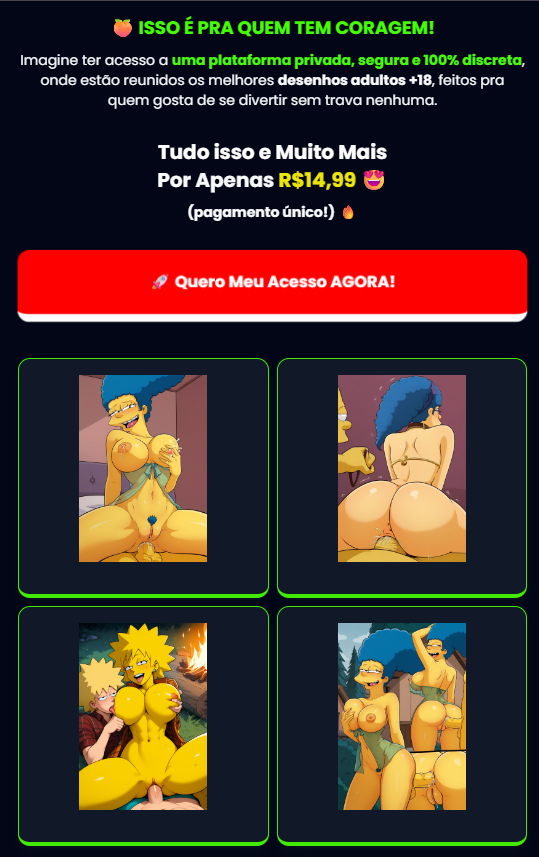 🍑 ISSO É PRA QUEM TEM CORAGEM!
Imagine ter acesso a uma plataforma privada, segura e 100% discreta,
onde estão reunidos os melhores desenhos adultos +18, feitos pra
quem gosta de se divertir sem trava nenhuma.
Tudo isso e Muito Mais
Por Apenas R$14,99 😍
(pagamento único!) 🔥
🚀 Quero Meu Acesso AGORA!